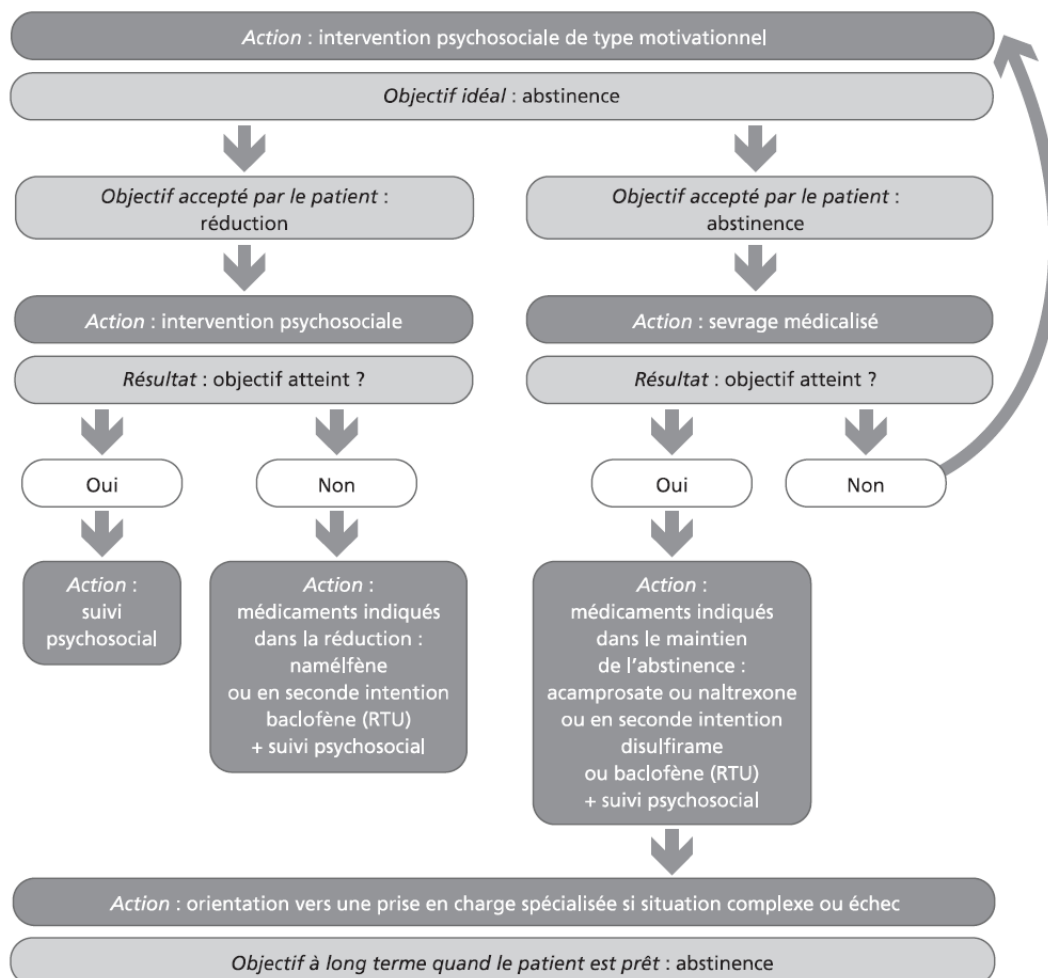 Action : intervention psychosociale de type motivationnel
Objectif idéal : abstinence
Objectif accepté par le patient :
réduction
Objectif accepté par le patient :
abstinence
Action : intervention psychosociale
Action : sevrage médicalisé
Résultat : objectif atteint ?
Résultat : objectif atteint ?
Oui
Non
Oui
Non
Action :
suivi
psychosocial
Action :
médicaments indiqués
dans la réduction :
namélfène
ou en seconde intention
baclofène (RTU)
+ suivi psychosocial
Action :
médicaments indiqués
dans le maintien
de l'abstinence :
acamprosate ou naltrexone
ou en seconde intention
disulfirame
ou baclofène (RTU)
+ suivi psychosocial
Action : orientation vers une prise en charge spécialisée si situation complexe ou échec
Objectif à long terme quand le patient est prêt : abstinence